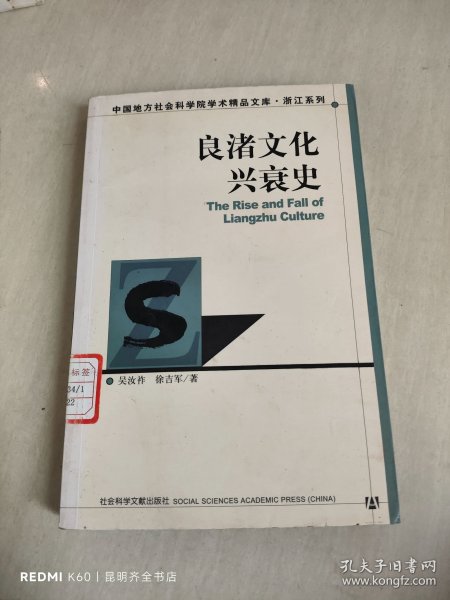 中国地方社会科学院学术精品文库·浙江系列
良渚文化
兴衰史
The Rise and Fall of
Liangzhu Culture
S
吴汝祚 徐吉军/著
标签
34/1
22
社会科学文献出版社 SOCIAL SCIENCES ACADEMIC PRESS (CHINA)
REDMI K60 | 昆明齐全书店
孔夫子旧书网
www.kongfz.com